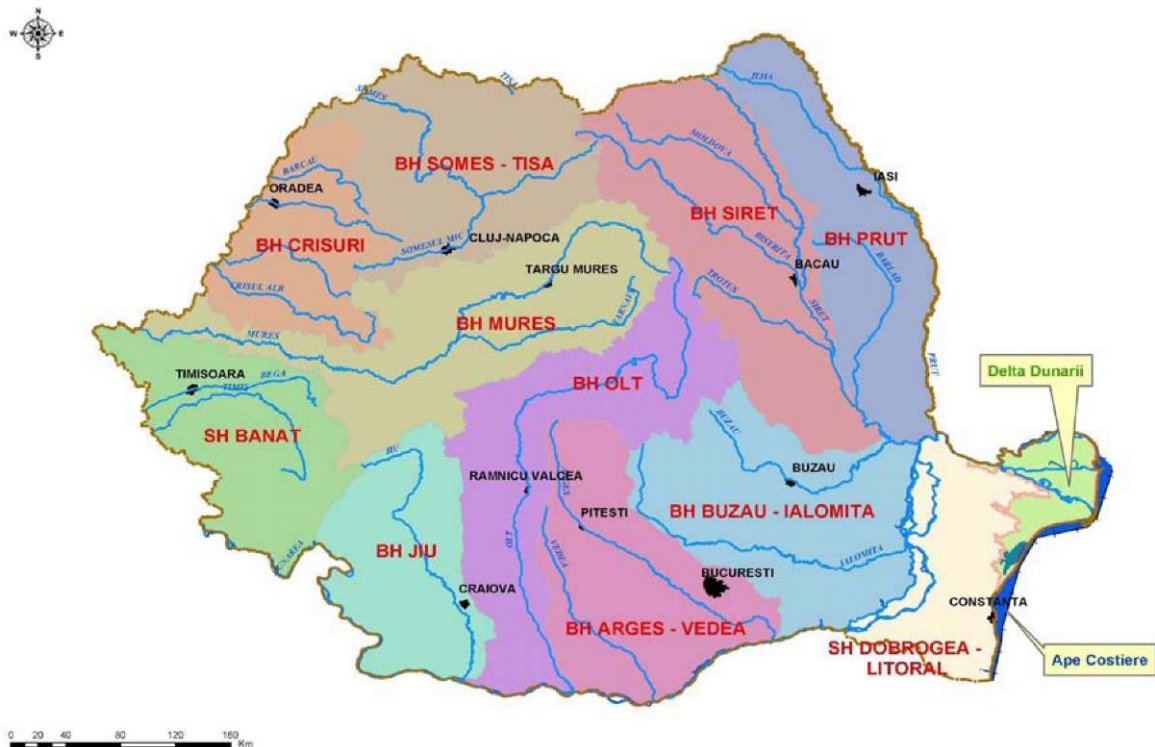 N
W E
S
TISA
SOMES
JIJIA
MOLDOVA
BH SOMES - TISA
BARCAU
ORADEA
IASI
BH SIRET
BH CRISURI
SOMESUL MIC
CLUJ-NAPOCA
BISTRITA
BH PRUT
BACAU
BARLAD
TARGU MURES
TROTUS
CRISUL ALB
TARNAVA
SIRET
BH MURES
MURES
PRUT
TIMISOARA
BEGA
TIMIS
BH OLT
Delta Dunarii
SH BANAT
BUZAU
JIU
RAMNICU VALCEA
BUZAU
PITESTI
BH BUZAU - IALOMITA
OLT
VEDEA
BH JIU
IALOMITA
BUCURESTI
CRAIOVA
CONSTANTA
BH ARGES - VEDEA
SH DOBROGEA -
LITORAL
Ape Costiere
0 20 40 80 120 160
Km